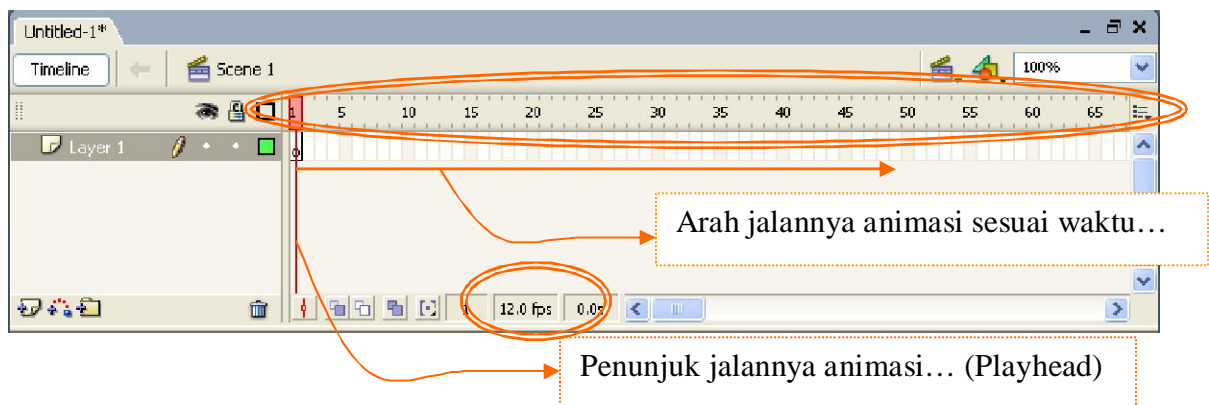 Untitled-1*
Timeline Scene 1 100%
1 5 10 15 20 25 30 35 40 45 50 55 60 65
Layer 1
Arah jalannya animasi sesuai waktu…
1 12.0 fps 0.0s
Penunjuk jalannya animasi… (Playhead)